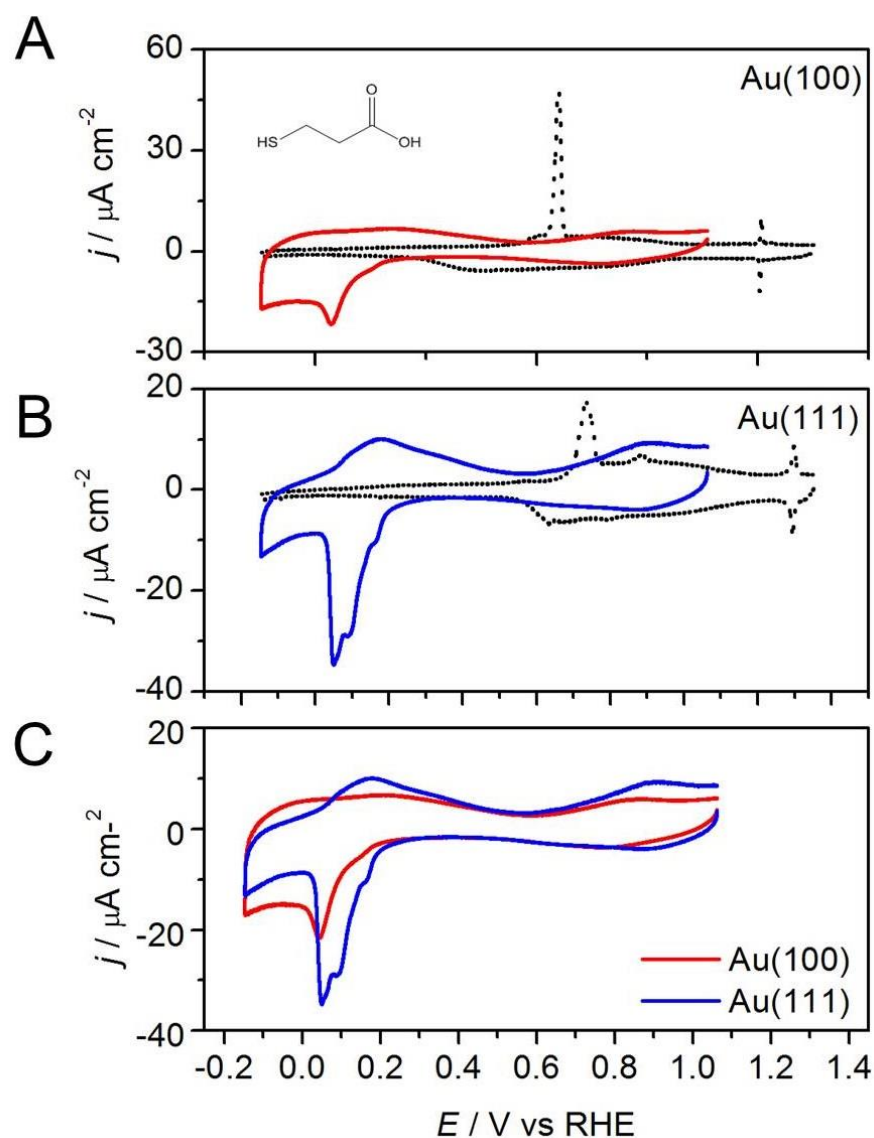 A
60
30
0
-30
j / μA cm-2
Au(100)
O
HS
OH
B
20
0
-20
-40
j / μA cm-2
Au(111)
C
20
0
-20
-40
j / μA cm-2
Au(100)
Au(111)
-0.2 0.0 0.2 0.4 0.6 0.8 1.0 1.2 1.4
E / V vs RHE